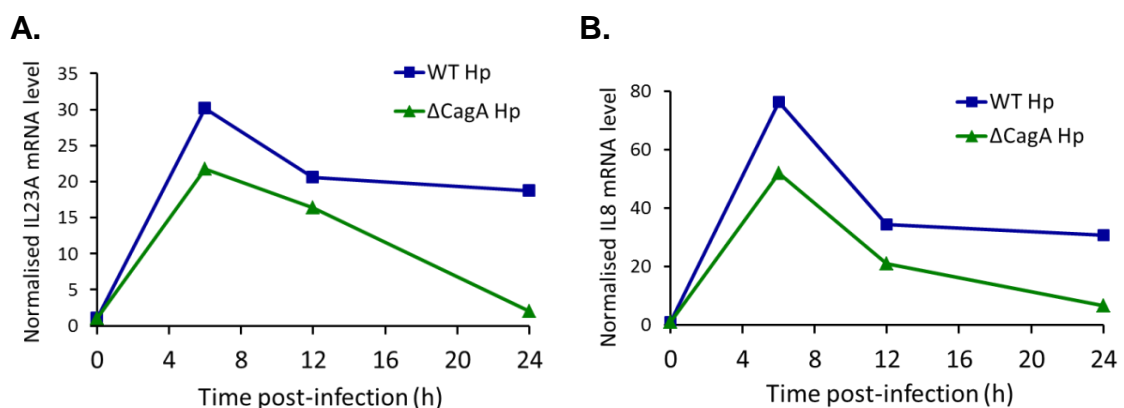 A.
Normalised IL23A mRNA level
35
30
25
20
15
10
5
0
0 4 8 12 16 20 24
Time post-infection (h)
WT Hp
ΔCagA Hp
B.
Normalised IL8 mRNA level
80
60
40
20
0
0 4 8 12 16 20 24
Time post-infection (h)
WT Hp
ΔCagA Hp